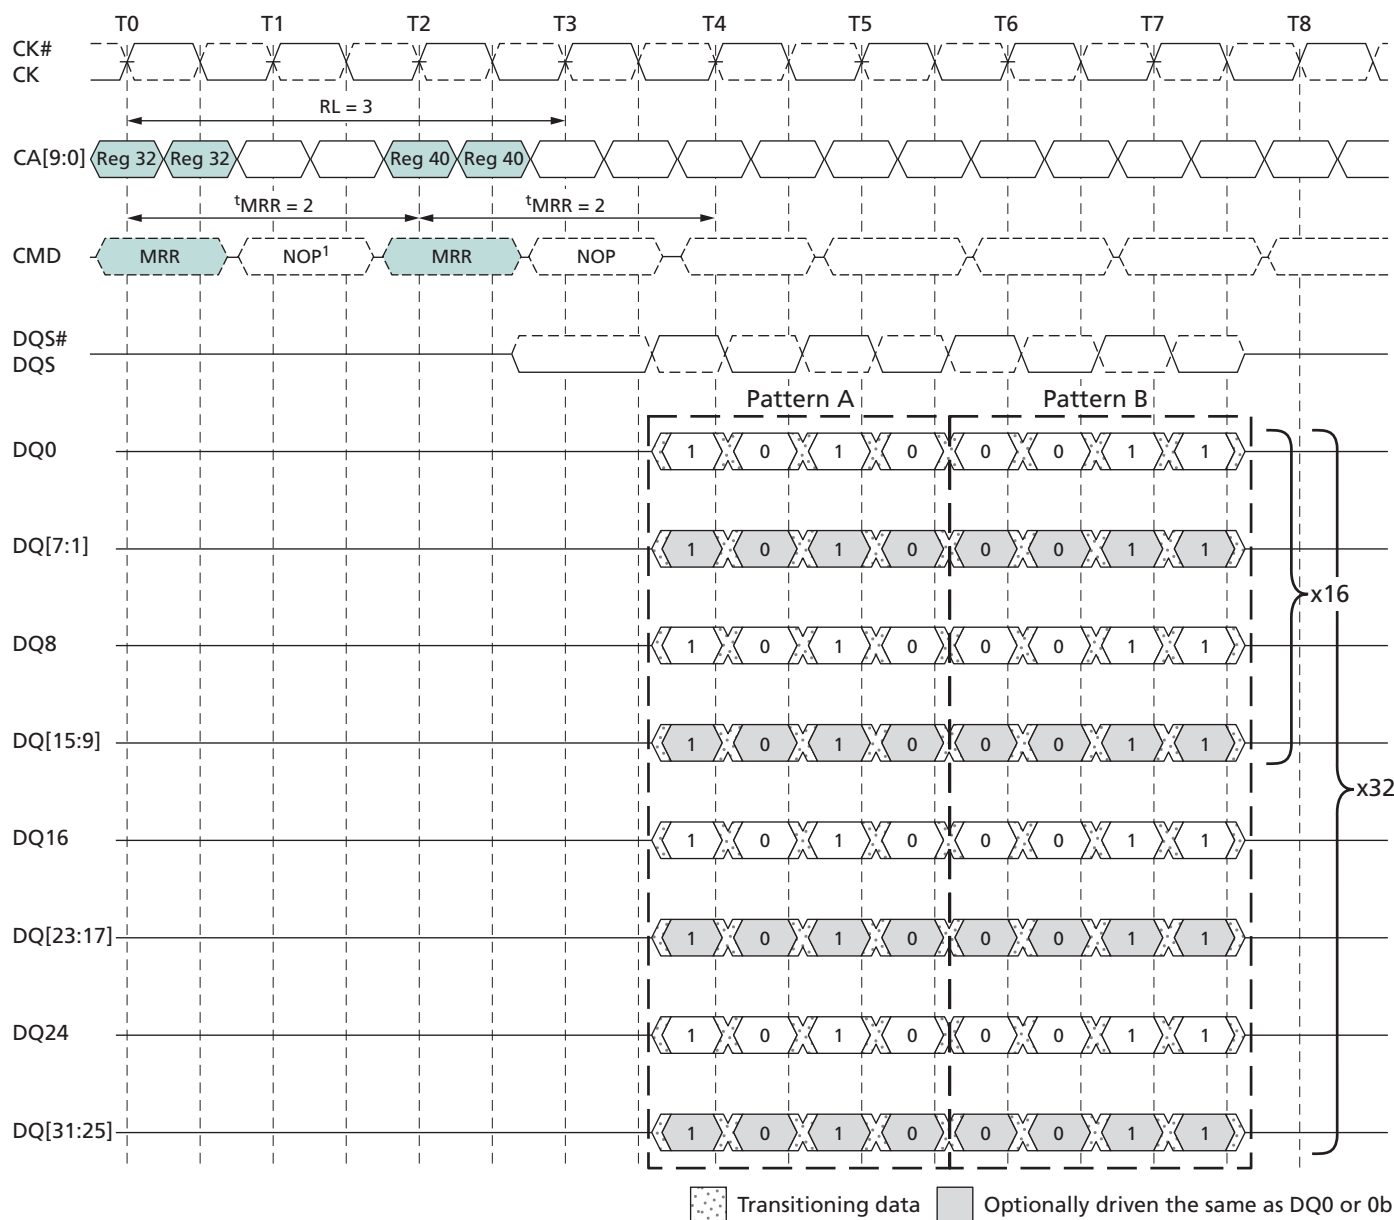 T0 T1 T2 T3 T4 T5 T6 T7 T8
CK#
CK
RL = 3
CA[9:0] Reg 32 Reg 32 Reg 40 Reg 40
tMRR = 2 tMRR = 2
CMD MRR NOP1 MRR NOP
DQS#
DQS
Pattern A Pattern B
DQ0 1 0 1 0 0 0 1 1
DQ[7:1] 1 0 1 0 0 0 1 1
x16
DQ8 1 0 1 0 0 0 1 1
DQ[15:9] 1 0 1 0 0 0 1 1
x32
DQ16 1 0 1 0 0 0 1 1
DQ[23:17] 1 0 1 0 0 0 1 1
DQ24 1 0 1 0 0 0 1 1
DQ[31:25] 1 0 1 0 0 0 1 1
Transitioning data Optionally driven the same as DQ0 or 0b